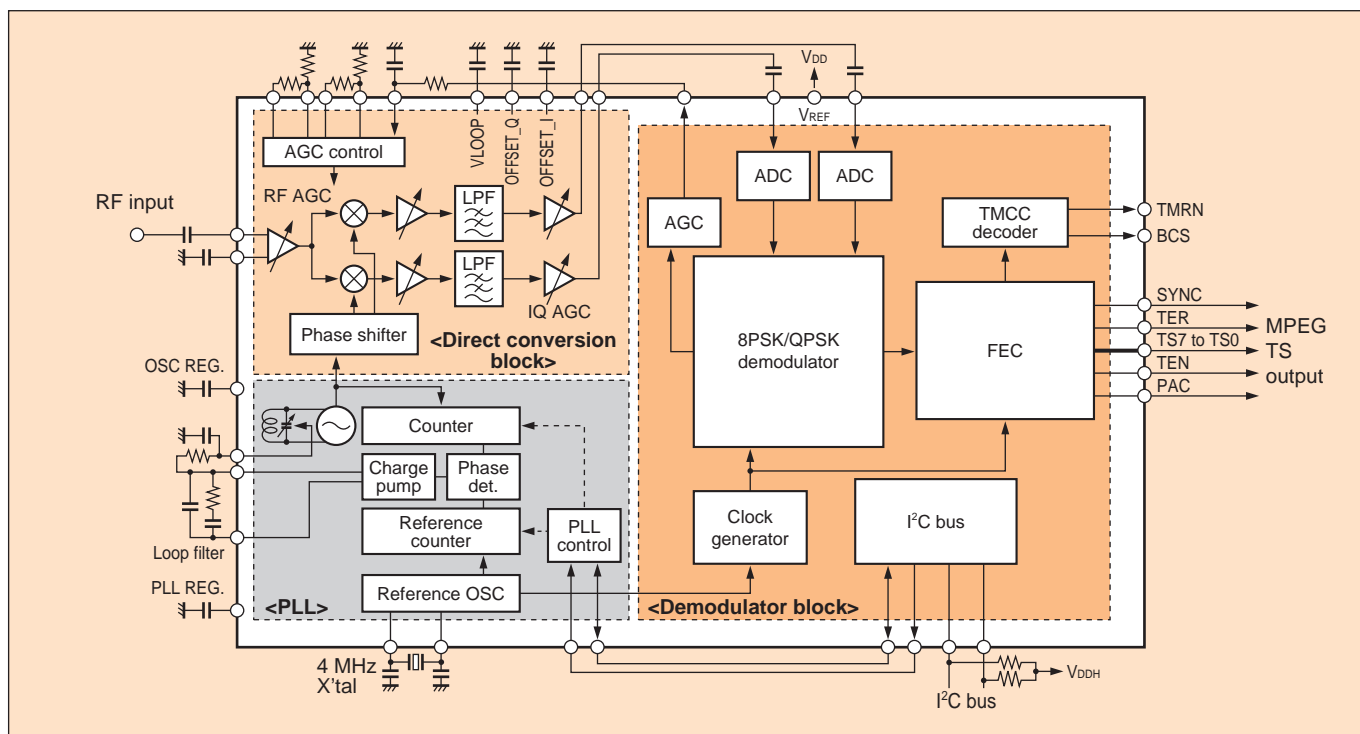 VDD
VREF
AGC control
VLOOP
OFFSET_Q
OFFSET_I
ADC
ADC
RF input
RF AGC
LPF
AGC
TMCC
decoder
TMRN
BCS
LPF
IQ AGC
Phase shifter
<Direct conversion
block>
8PSK/QPSK
demodulator
FEC
SYNC
TER
TS7 to TS0
TEN
PAC
MPEG
TS
output
OSC REG.
Counter
Charge
pump
Phase
det.
Reference
counter
PLL
control
Clock
generator
I²C bus
Loop filter
PLL REG.
<PLL>
Reference OSC
<Demodulator block>
4 MHz
X'tal
VDDH
I²C bus